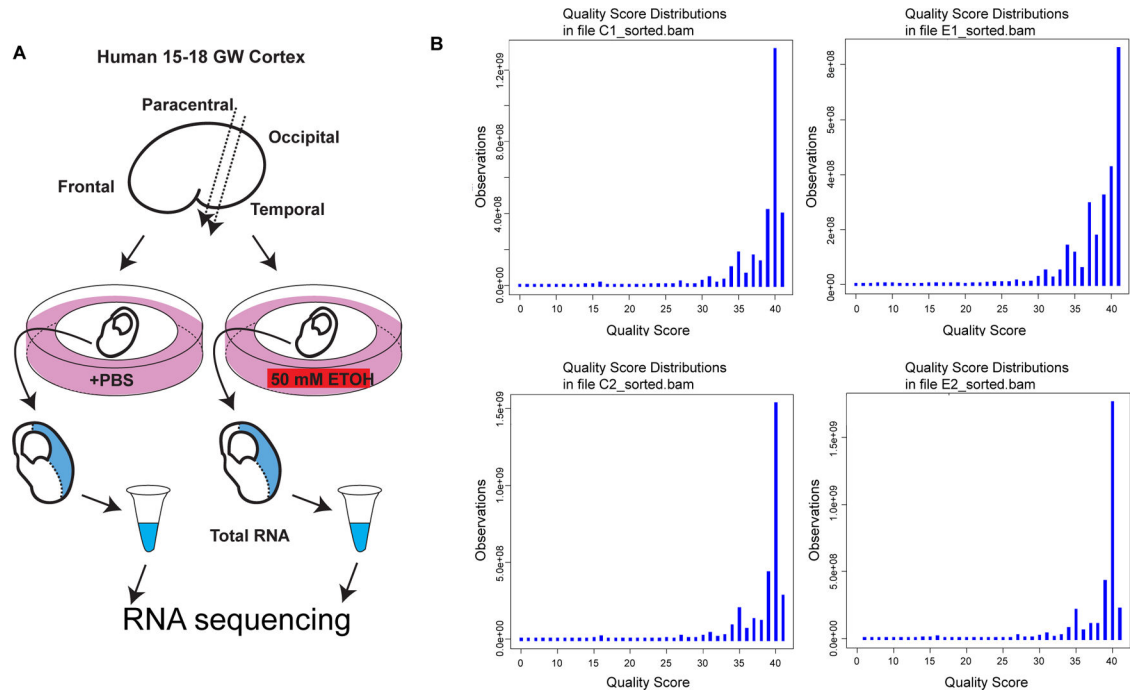 A
Human 15-18 GW Cortex
Paracentral
Occipital
Frontal
Temporal
+PBS
50 mM ETOH
Total RNA
RNA sequencing
B
Quality Score Distributions
in file C1_sorted.bam
Observations
0.0e+00 4.0e+08 8.0e+08 1.2e+09
0 10 15 20 25 30 35 40
Quality Score
Quality Score Distributions
in file E1_sorted.bam
Observations
0e+00 2e+08 4e+08 6e+08 8e+08
0 10 15 20 25 30 35 40
Quality Score
Quality Score Distributions
in file C2_sorted.bam
Observations
0.0e+00 5.0e+08 1.0e+09 1.5e+09
0 10 15 20 25 30 35 40
Quality Score
Quality Score Distributions
in file E2_sorted.bam
Observations
0.0e+00 5.0e+08 1.0e+09 1.5e+09
0 10 15 20 25 30 35 40
Quality Score